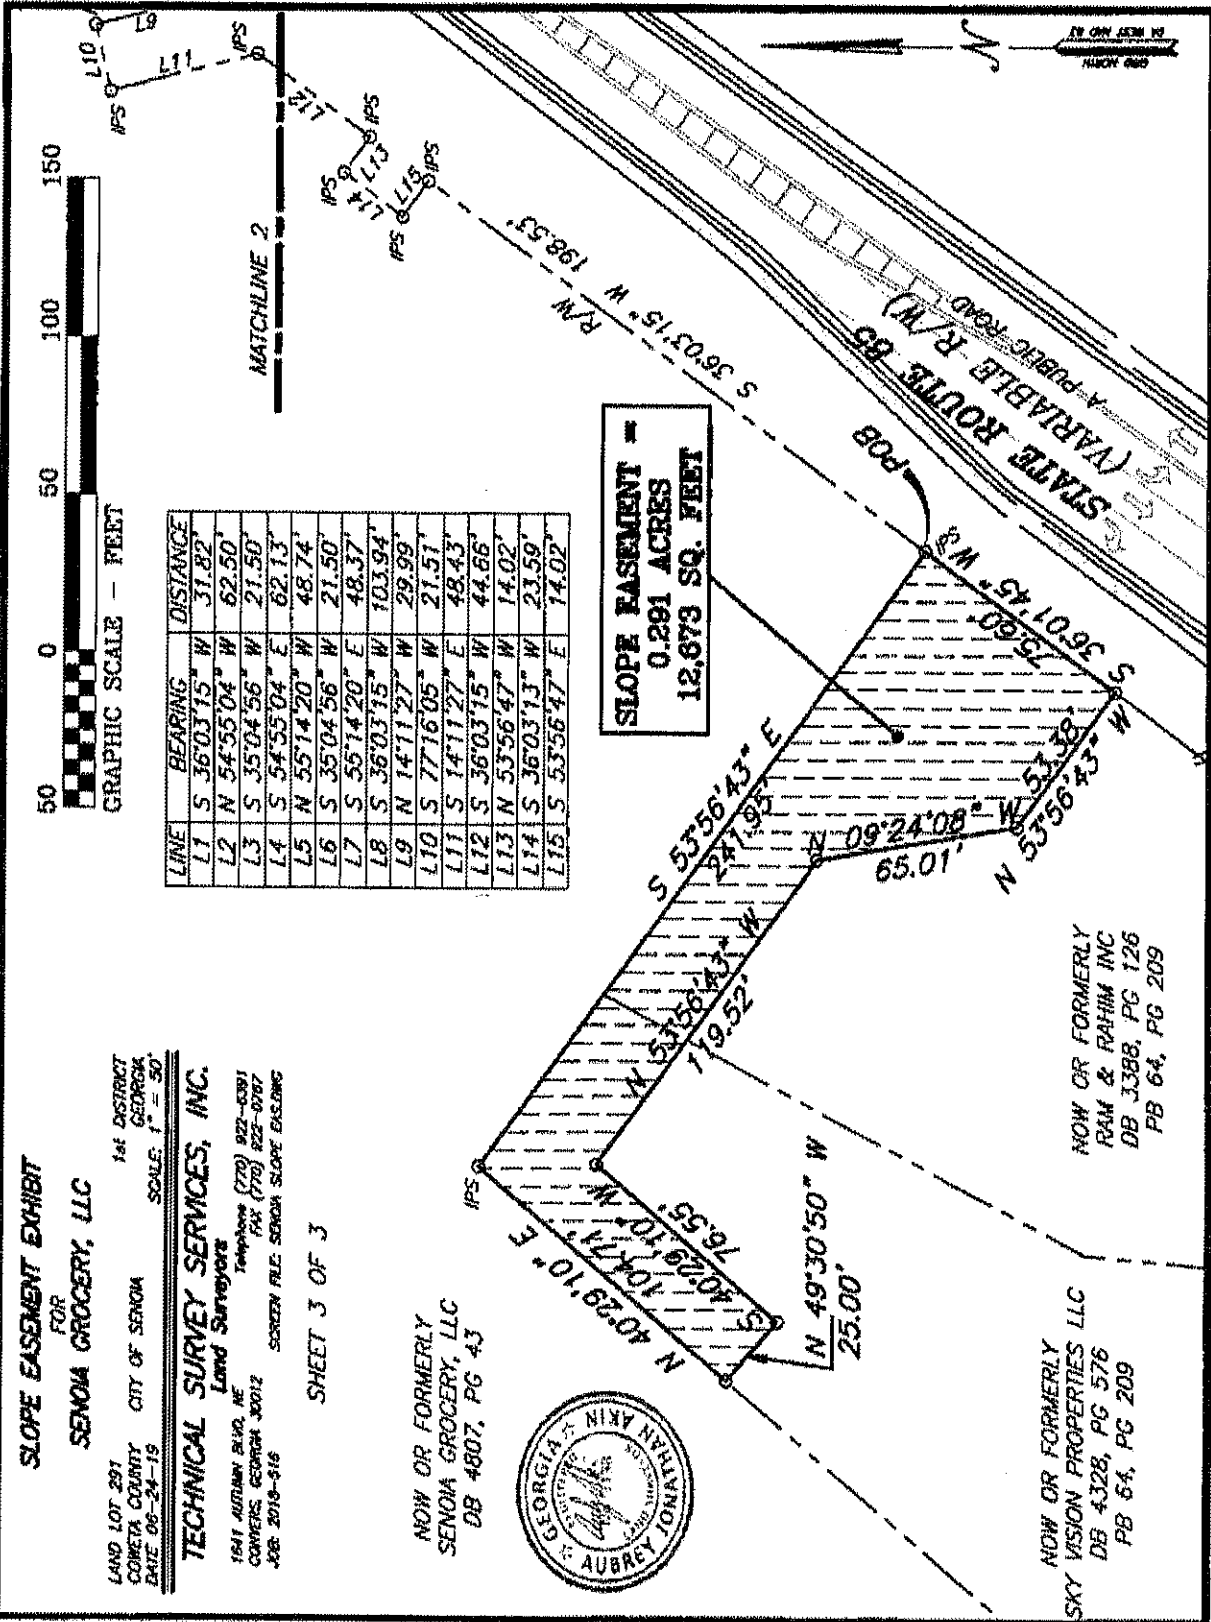 SLOPE EASEMENT EXHIBIT
FOR
SENOIA GROCERY, LLC
LAND LOT 291 1st DISTRICT
COWETA COUNTY CITY OF SENOIA GEORGIA
DATE 06-24-19 SCALE: 1" = 50'
TECHNICAL SURVEY SERVICES, INC.
Land Surveyors
1641 AUTUMN BLVD, NE Telephone (770) 922-6391
CONYERS, GEORGIA 30012 FAX (770) 922-0767
JOB: 2018-516 SCREEN FILE: SENOIA SLOPE EAS.DWG
SHEET 3 OF 3
50 0 50 100 150
GRAPHIC SCALE - FEET
LINE BEARING DISTANCE
L1 S 36°03'15" W 31.82'
L2 N 54°55'04" W 62.50'
L3 S 35°04'56" W 21.50'
L4 S 54°55'04" E 62.13'
L5 N 55°14'20" W 48.74'
L6 S 35°04'56" W 21.50'
L7 S 55°14'20" E 48.37'
L8 S 36°03'15" W 103.94'
L9 N 14°11'27" W 29.99'
L10 S 77°16'05" W 21.51'
L11 S 14°11'27" E 48.43'
L12 S 36°03'15" W 44.66'
L13 N 53°56'47" W 14.02'
L14 S 36°03'13" W 23.59'
L15 S 53°56'47" E 14.02'
MATCHLINE 2
L10
L9
IPS
L11
IPS
L12
IPS
L13
IPS
L14
IPS
L15
IPS
R/W
S 36°03'15" W 198.53'
GRID NORTH
GA WEST NAD 83
N
SLOPE EASEMENT =
0.291 ACRES
12,673 SQ. FEET
POB
STATE ROUTE 85
(VARIABLE R/W)
A PUBLIC ROAD
IPS
S 53°56'43" E
241.95'
S 36°01'45" W
75.60'
N 53°56'43" W
53.38'
N 09°24'08" W
65.01'
N 53°56'43" W
119.52'
S 40°29'10" W
76.55'
N 49°30'50" W
25.00'
N 40°29'10" E
104.71'
NOW OR FORMERLY
SENOIA GROCERY, LLC
DB 4807, PG 43
GEORGIA
AUBREY JONATHAN AKIN
NOW OR FORMERLY
SKY VISION PROPERTIES LLC
DB 4328, PG 576
PB 64, PG 209
NOW OR FORMERLY
RAM & RAHIM INC
DB 3388, PG 126
PB 64, PG 209